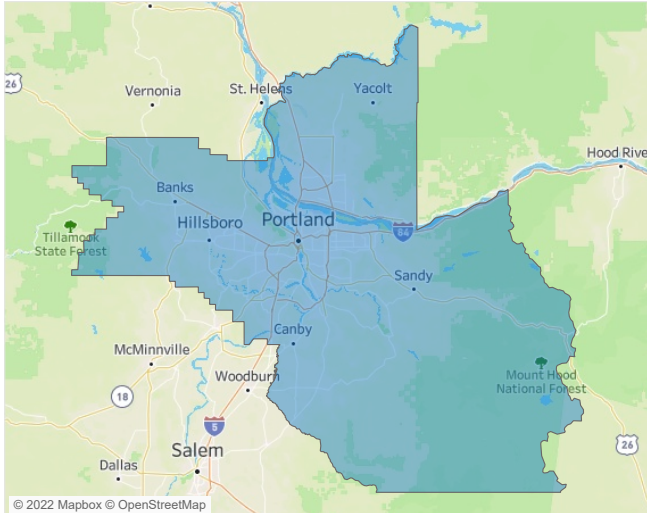 26
Vernonia
St. Helens
Yacolt
Hood Rive
Banks
Hillsboro
Portland
84
Tillamook
State Forest
Sandy
Canby
McMinnville
Mount Hood
National Forest
Woodburn
18
5
26
Salem
Dallas
© 2022 Mapbox © OpenStreetMap